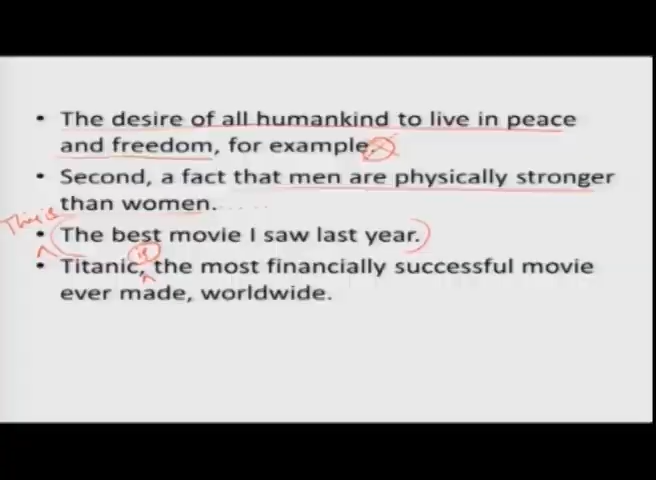 • The desire of all humankind to live in peace
and freedom, for example.
• Second, a fact that men are physically stronger
than women.
This is
• The best movie I saw last year.
is
• Titanic, the most financially successful movie
ever made, worldwide.